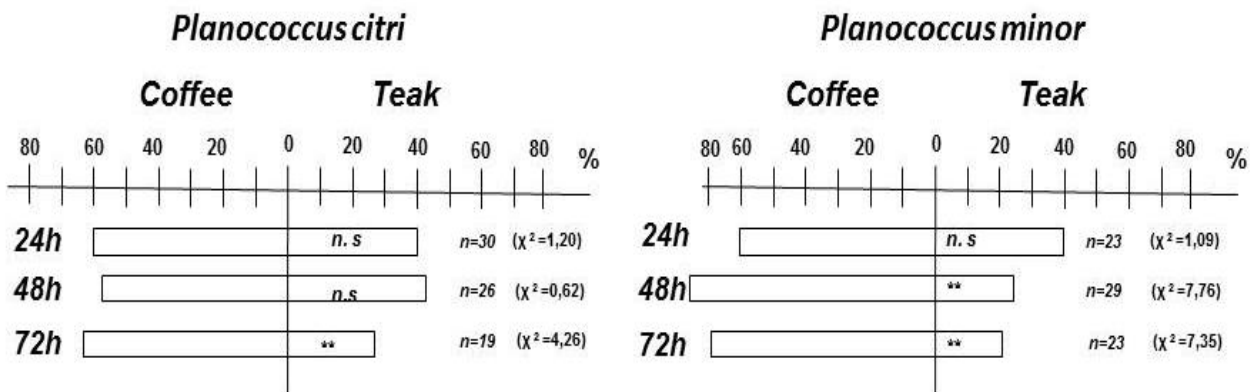 Planococcus citri
Coffee Teak
80 60 40 20 0 20 40 60 80 %
24h n. s n=30 (χ²=1,20)
48h n.s n=26 (χ²=0,62)
72h ** n=19 (χ²=4,26)
Planococcus minor
Coffee Teak
80 60 40 20 0 20 40 60 80 %
24h n. s n=23 (χ²=1,09)
48h ** n=29 (χ²=7,76)
72h ** n=23 (χ²=7,35)